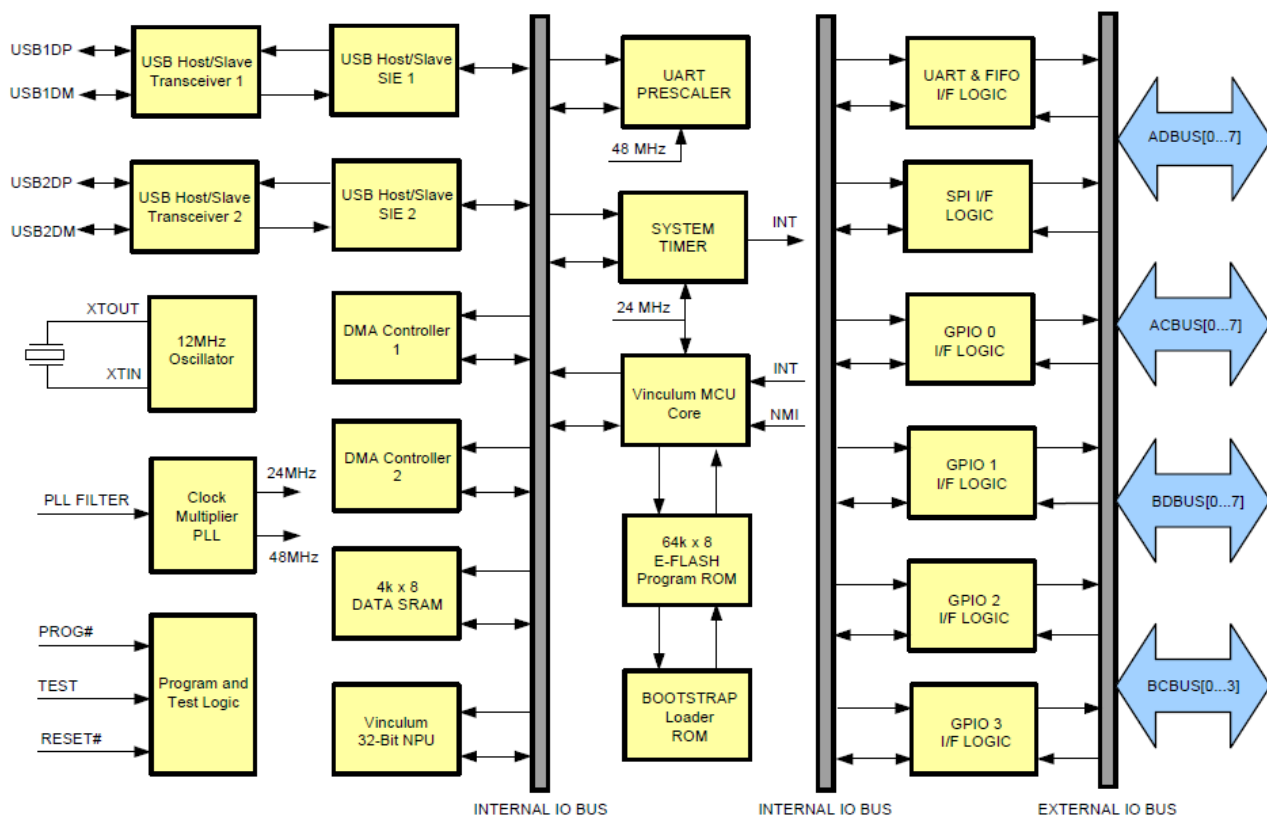 USB1DP
USB1DM
USB Host/Slave
Transceiver 1
USB Host/Slave
SIE 1
USB2DP
USB2DM
USB Host/Slave
Transceiver 2
USB Host/Slave
SIE 2
XTOUT
XTIN
12MHz
Oscillator
DMA Controller
1
PLL FILTER
Clock
Multiplier
PLL
24MHz
48MHz
DMA Controller
2
4k x 8
DATA SRAM
PROG#
TEST
RESET#
Program and
Test Logic
Vinculum
32-Bit NPU
INTERNAL IO BUS
UART
PRESCALER
48 MHz
SYSTEM
TIMER
INT
24 MHz
Vinculum MCU
Core
INT
NMI
64k x 8
E-FLASH
Program ROM
BOOTSTRAP
Loader
ROM
INTERNAL IO BUS
UART & FIFO
I/F LOGIC
SPI I/F
LOGIC
GPIO 0
I/F LOGIC
GPIO 1
I/F LOGIC
GPIO 2
I/F LOGIC
GPIO 3
I/F LOGIC
EXTERNAL IO BUS
ADBUS[0...7]
ACBUS[0...7]
BDBUS[0...7]
BCBUS[0...3]